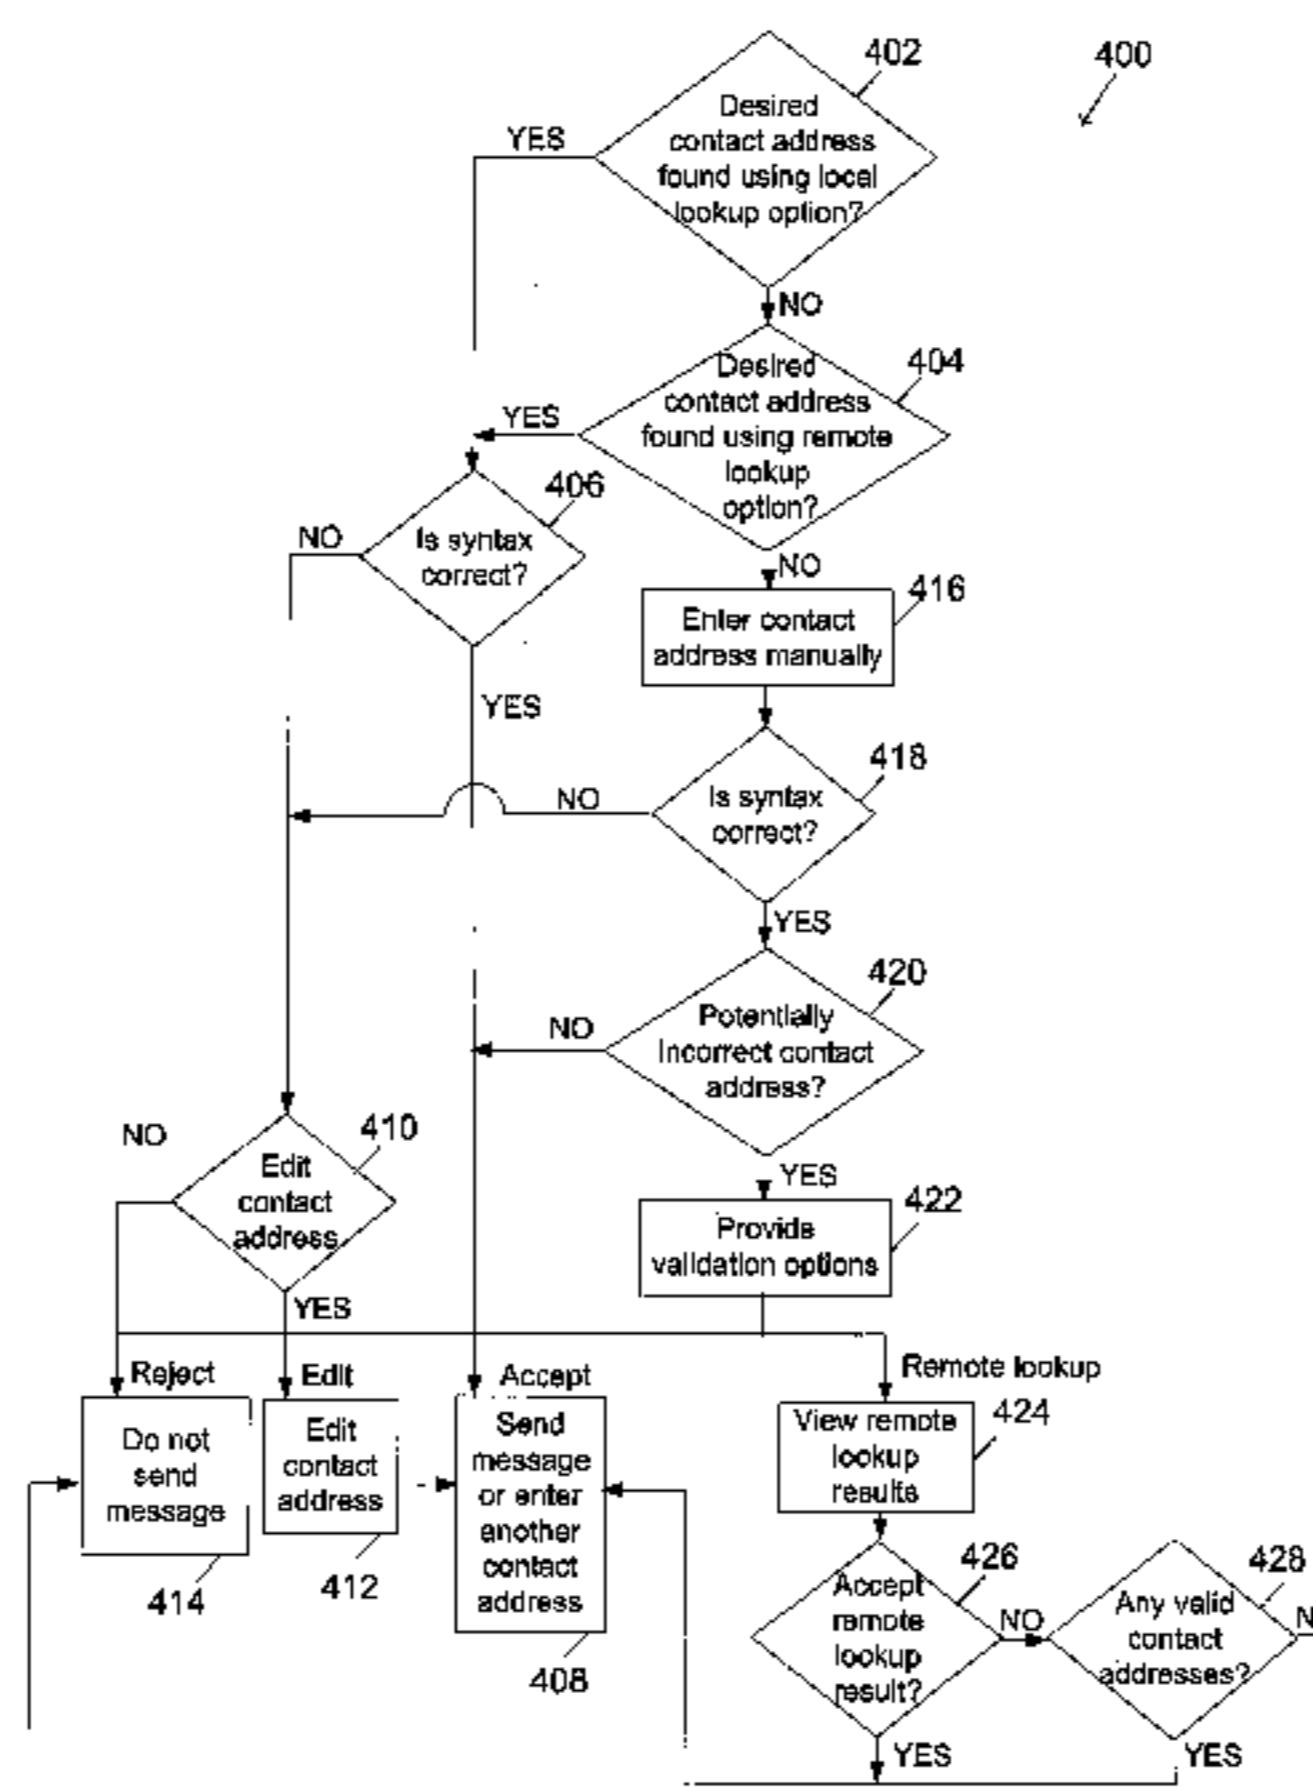 402
400
Desired
contact address
found using local
lookup option?
YES
NO
404
Desired
contact address
found using remote
lookup
option?
YES
406
Is syntax
correct?
NO
NO
416
Enter contact
address manually
YES
418
Is syntax
correct?
NO
YES
420
Potentially
incorrect contact
address?
NO
NO
410
Edit
contact
address
YES
422
Provide
validation options
YES
Reject
Edit
Accept
Remote lookup
Do not
send
message
414
Edit
contact
address
412
Send
message
or enter
another
contact
address
408
View remote
lookup
results
424
426
Accept
remote
lookup
result?
NO
428
Any valid
contact
addresses?
YES
YES